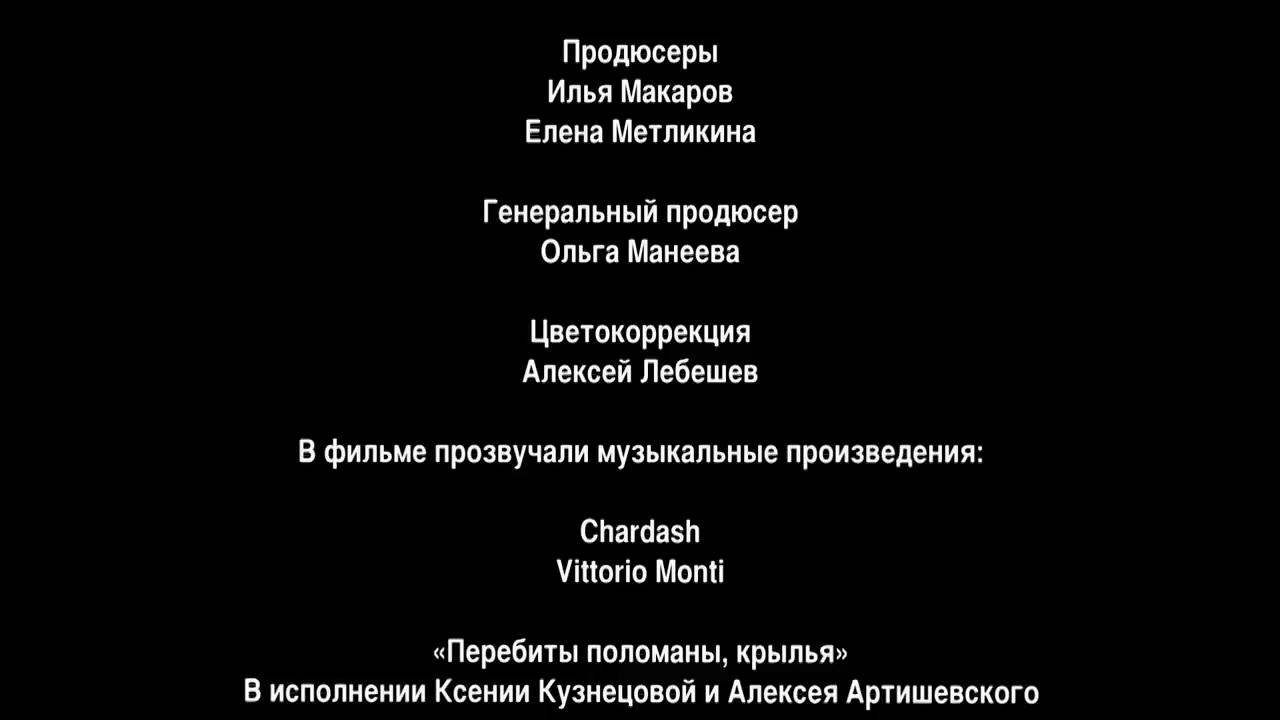 Продюсеры
Илья Макаров
Елена Метликина
Генеральный продюсер
Ольга Манеева
Цветокоррекция
Алексей Лебешев
В фильме прозвучали музыкальные произведения:
Chardash
Vittorio Monti
«Перебиты поломаны, крылья»
В исполнении Ксении Кузнецовой и Алексея Артишевского